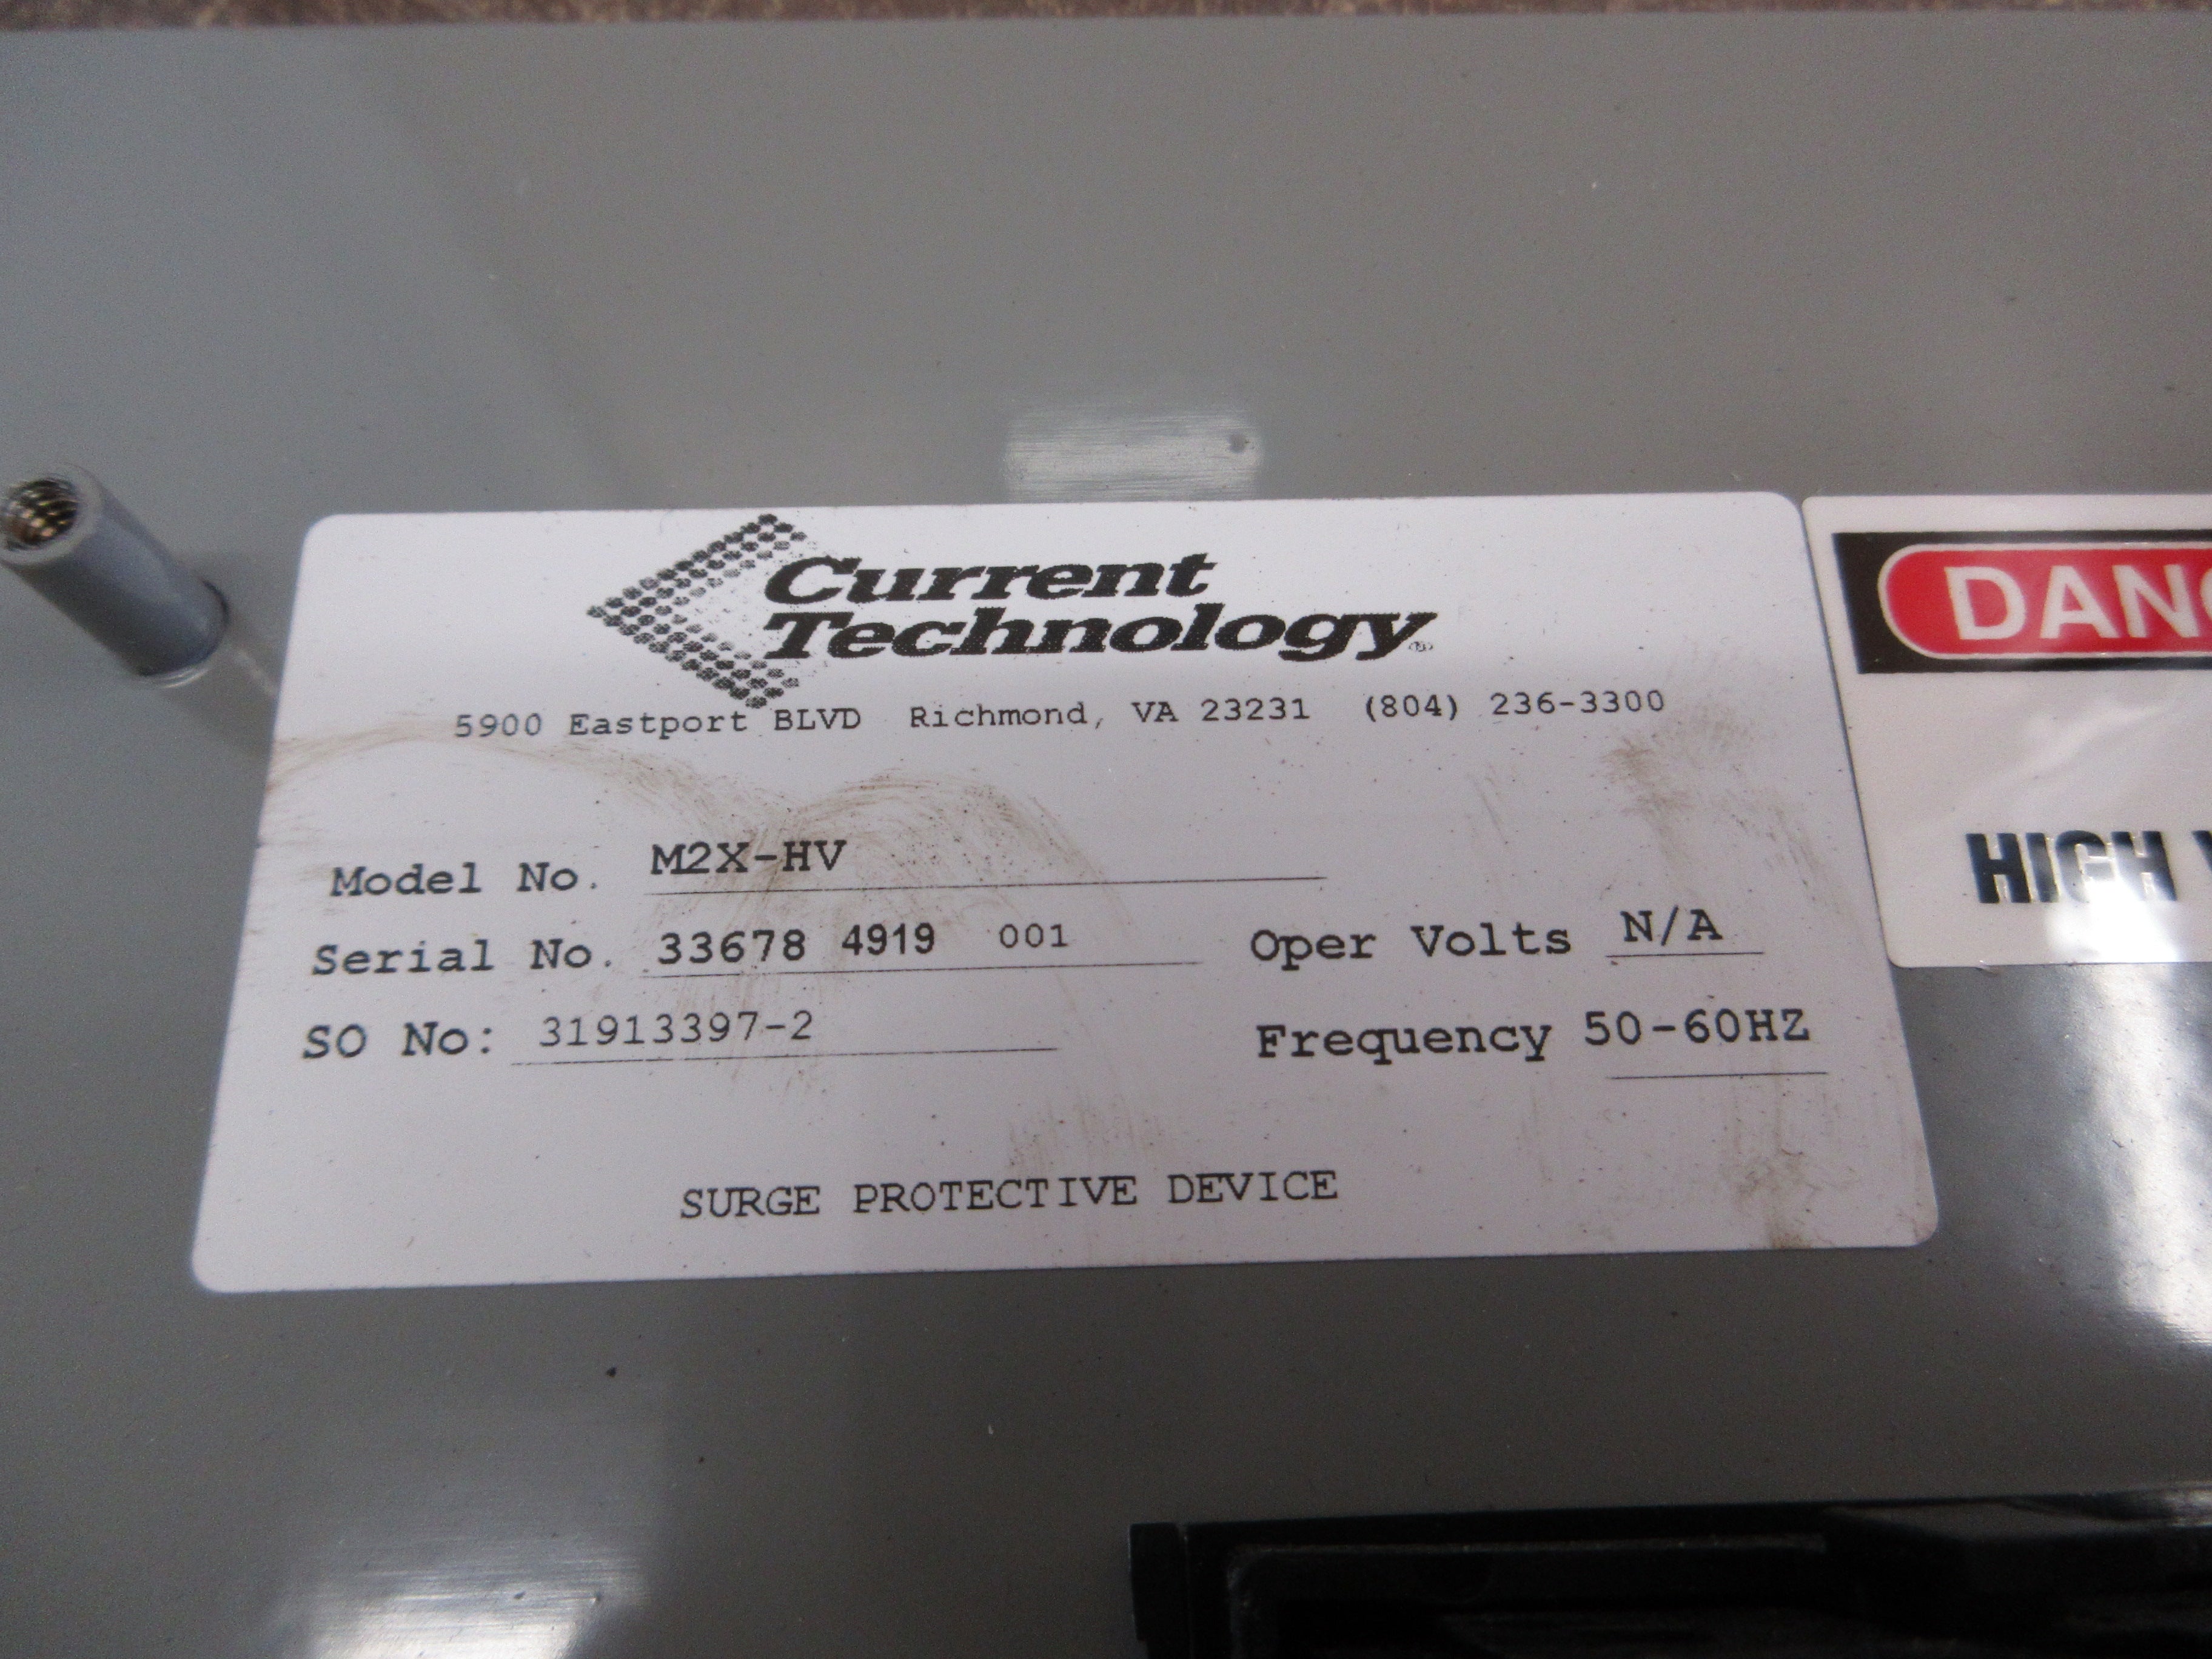 Current
Technology
5900 Eastport BLVD Richmond, VA 23231 (804) 236-3300
Model No. M2X-HV
Serial No. 33678 4919 001 Oper Volts N/A
SO No: 31913397-2 Frequency 50-60HZ
SURGE PROTECTIVE DEVICE
DANG
HIGH V